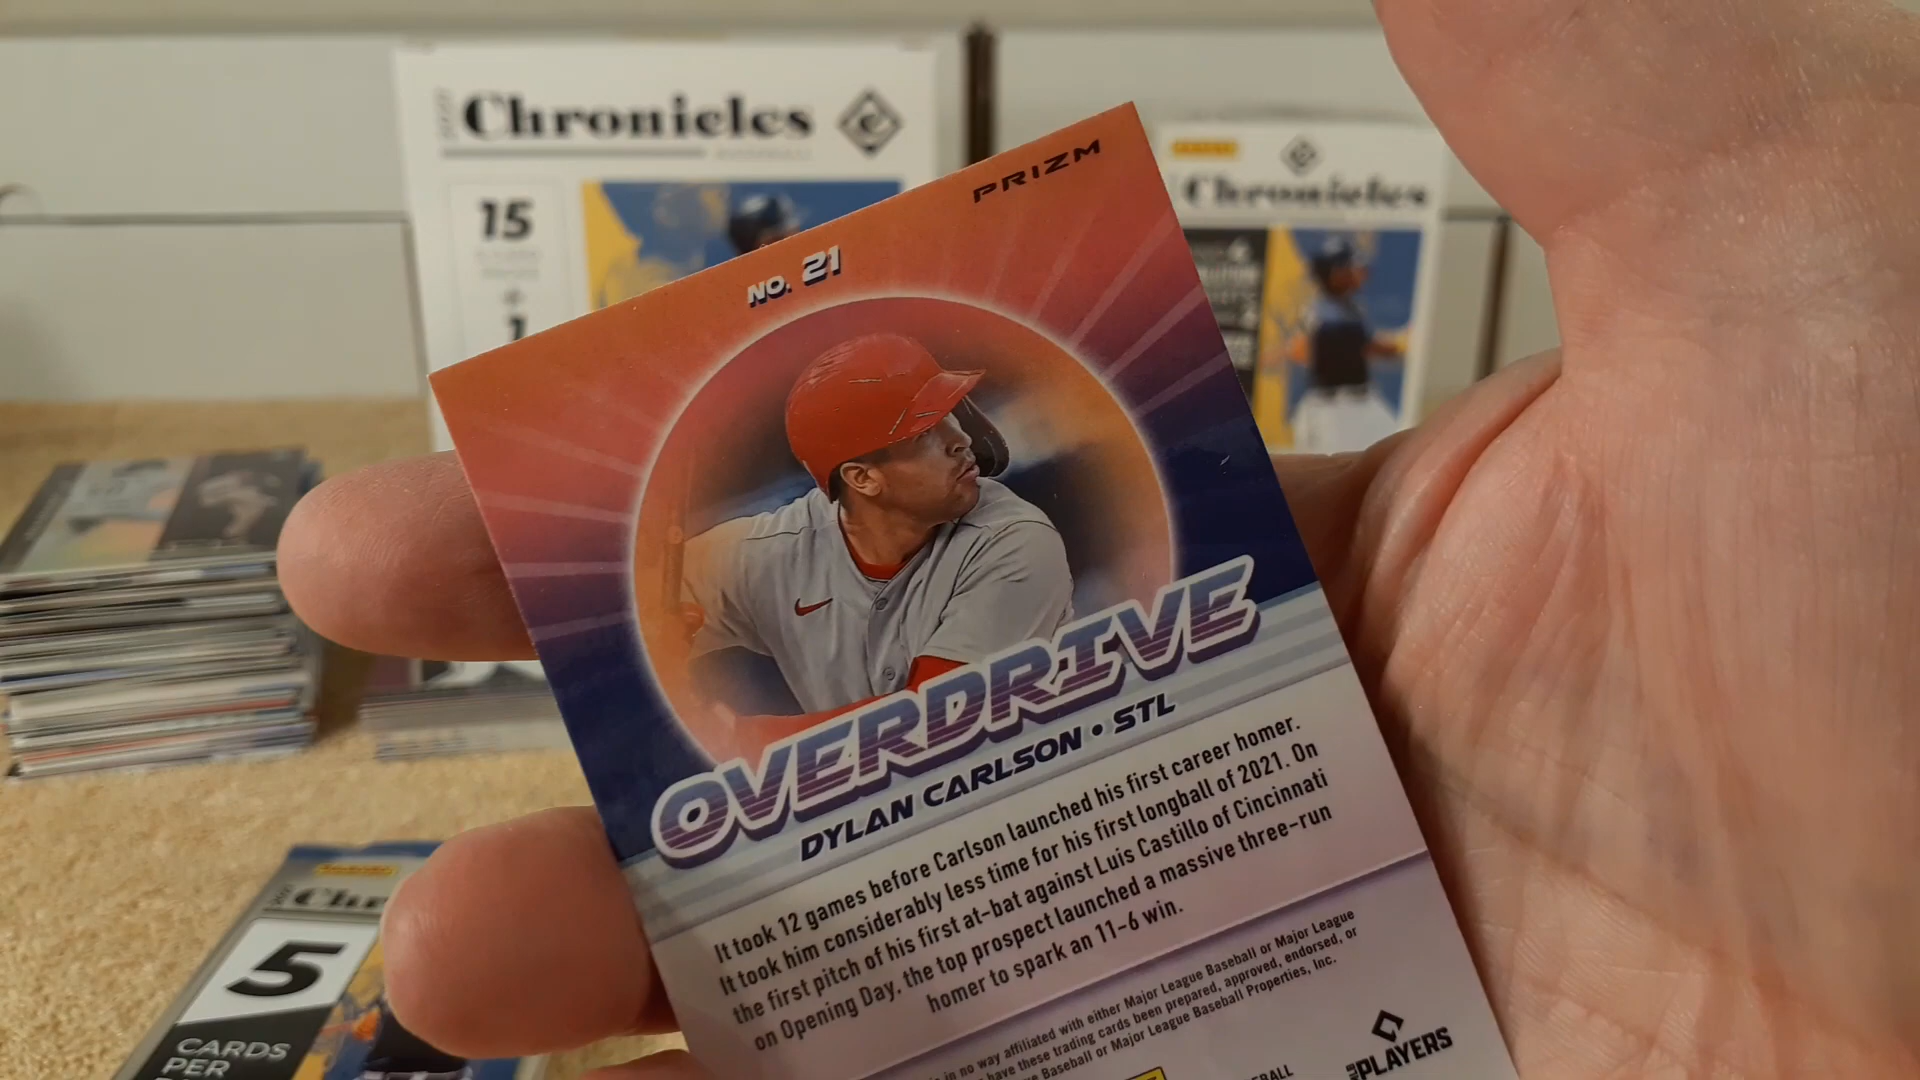 Chronicles
15
1
Chronicles
PRIZM
NO. 21
OVERDRIVE
DYLAN CARLSON • STL
It took 12 games before Carlson launched his first career homer.
It took him considerably less time for his first longball of 2021. On
the first pitch of his first at-bat against Luis Castillo of Cincinnati
on Opening Day, the top prospect launched a massive three-run
homer to spark an 11-6 win.
in no way affiliated with either Major League Baseball or Major League
have these trading cards been prepared, approved, endorsed, or
Baseball or Major League Baseball Properties, Inc.
PLAYERS
Chr
5
CARDS
PER